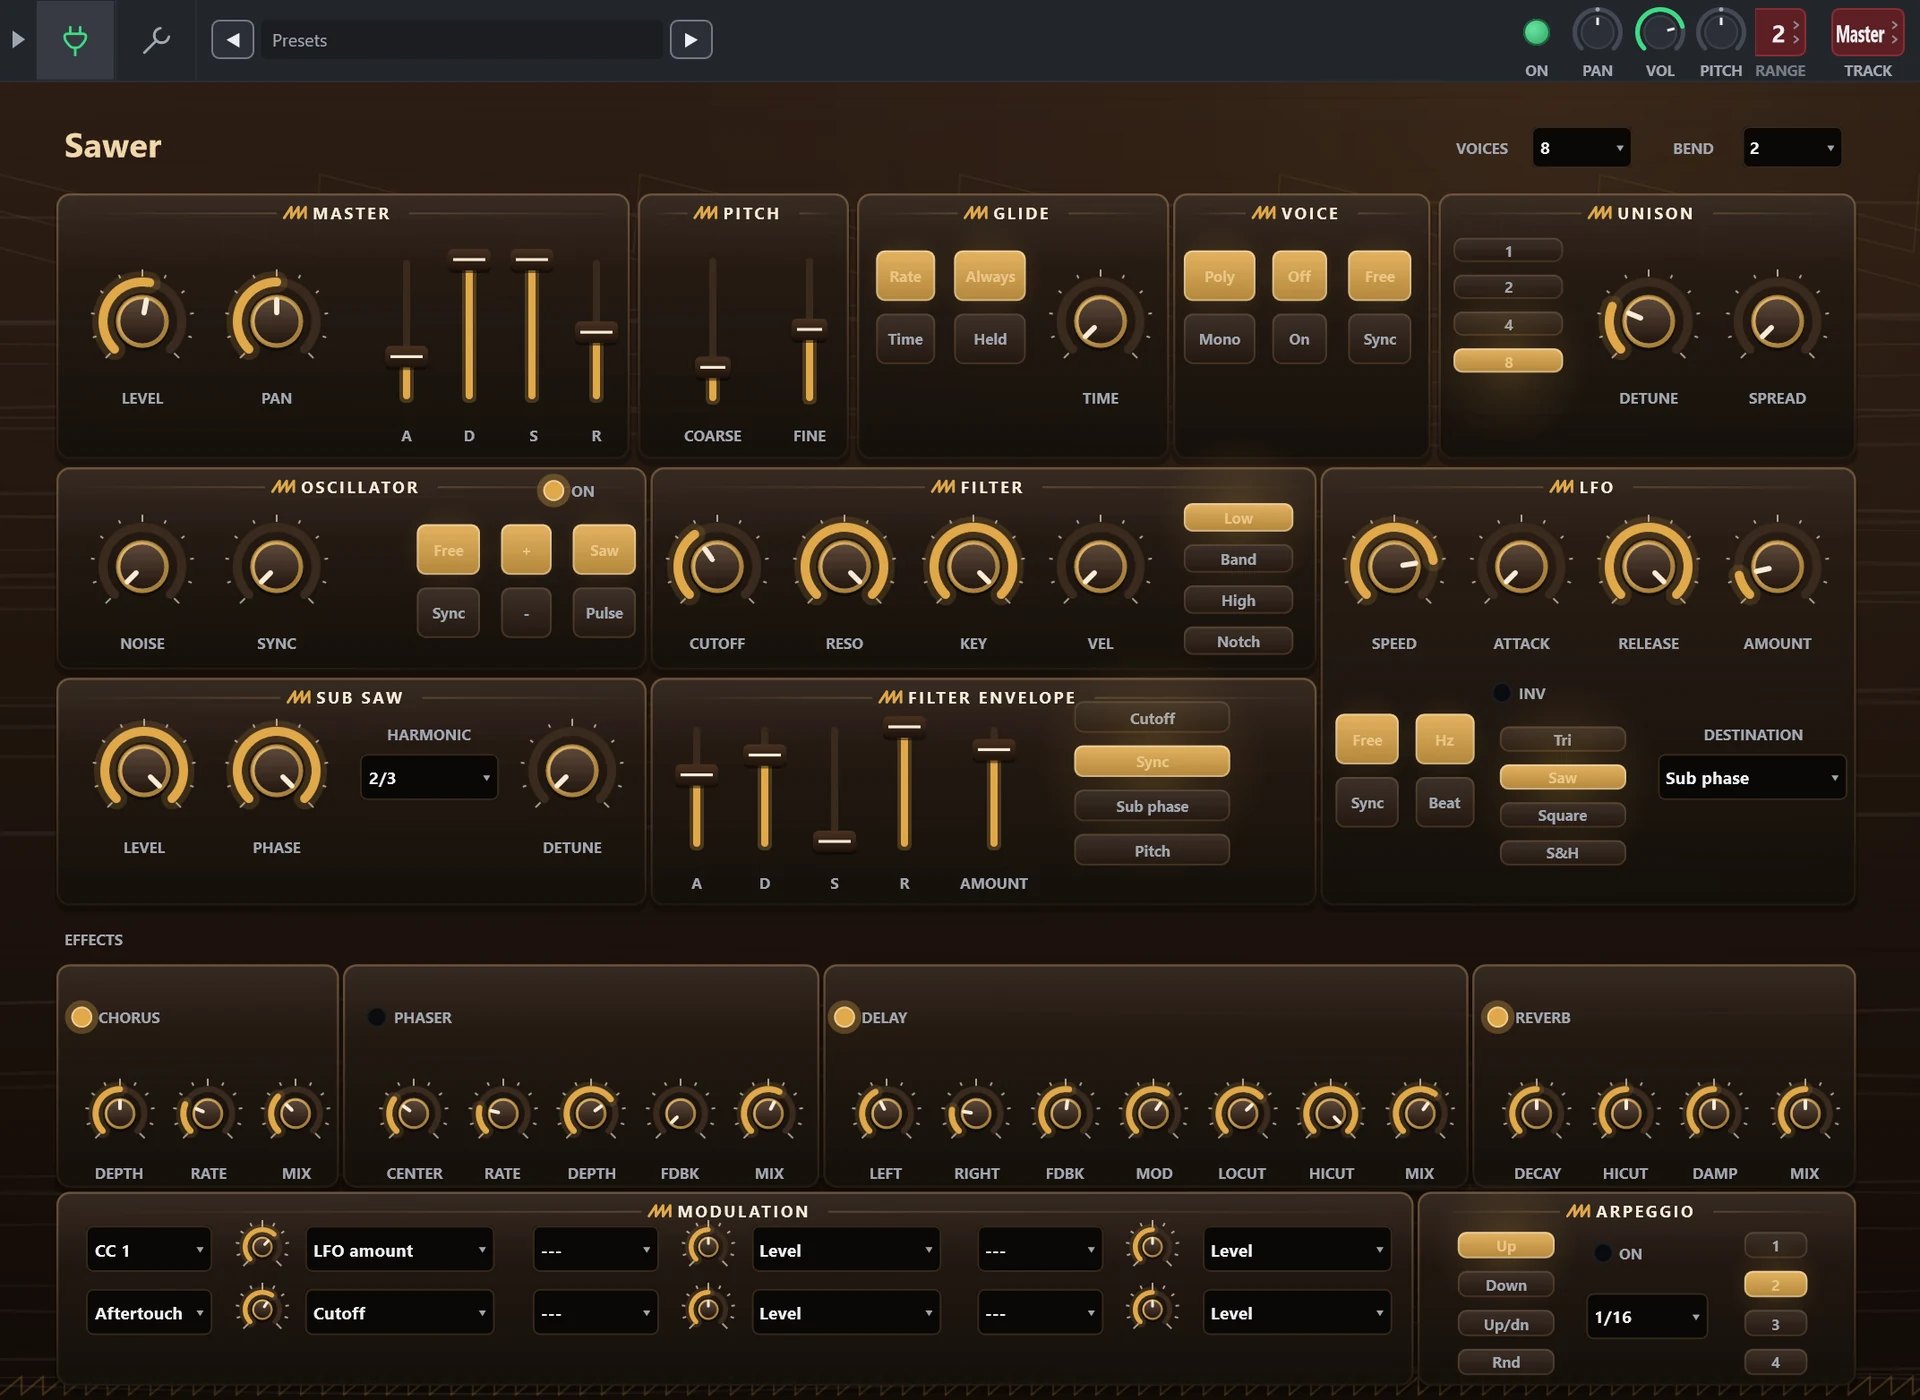 Presets
2
Master
ON PAN VOL PITCH RANGE TRACK
Sawer
VOICES 8 BEND 2
MASTER
LEVEL PAN A D S R
PITCH
COARSE FINE
GLIDE
Rate Always
Time Held
TIME
VOICE
Poly Off Free
Mono On Sync
UNISON
1
2
4
8
DETUNE SPREAD
OSCILLATOR ON
Free + Saw
Sync - Pulse
NOISE SYNC
FILTER
Low
Band
High
Notch
CUTOFF RESO KEY VEL
LFO
SPEED ATTACK RELEASE AMOUNT
INV
Free Hz
Sync Beat
Tri
Saw
Square
S&H
DESTINATION
Sub phase
SUB SAW
HARMONIC
2/3
LEVEL PHASE DETUNE
FILTER ENVELOPE
Cutoff
Sync
Sub phase
Pitch
A D S R AMOUNT
EFFECTS
CHORUS
DEPTH RATE MIX
PHASER
CENTER RATE DEPTH FDBK MIX
DELAY
LEFT RIGHT FDBK MOD LOCUT HICUT MIX
REVERB
DECAY HICUT DAMP MIX
MODULATION
CC 1 LFO amount --- Level --- Level
Aftertouch Cutoff --- Level --- Level
ARPEGGIO
Up
Down
Up/dn
Rnd
ON
1/16
1
2
3
4